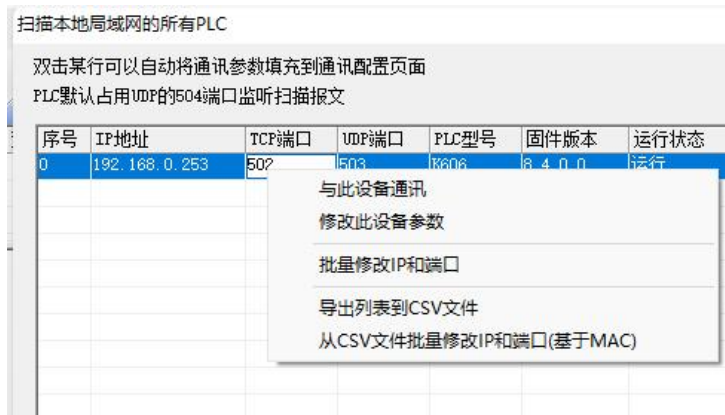 扫描本地局域网的所有PLC
双击某行可以自动将通讯参数填充到通讯配置页面
PLC默认占用UDP的504端口监听扫描报文
序号 IP地址 TCP端口 UDP端口 PLC型号 固件版本 运行状态
0 192.168.0.253 502 503 K606 8.4.0.0 运行
与此设备通讯
修改此设备参数
批量修改IP和端口
导出列表到CSV文件
从CSV文件批量修改IP和端口(基于MAC)